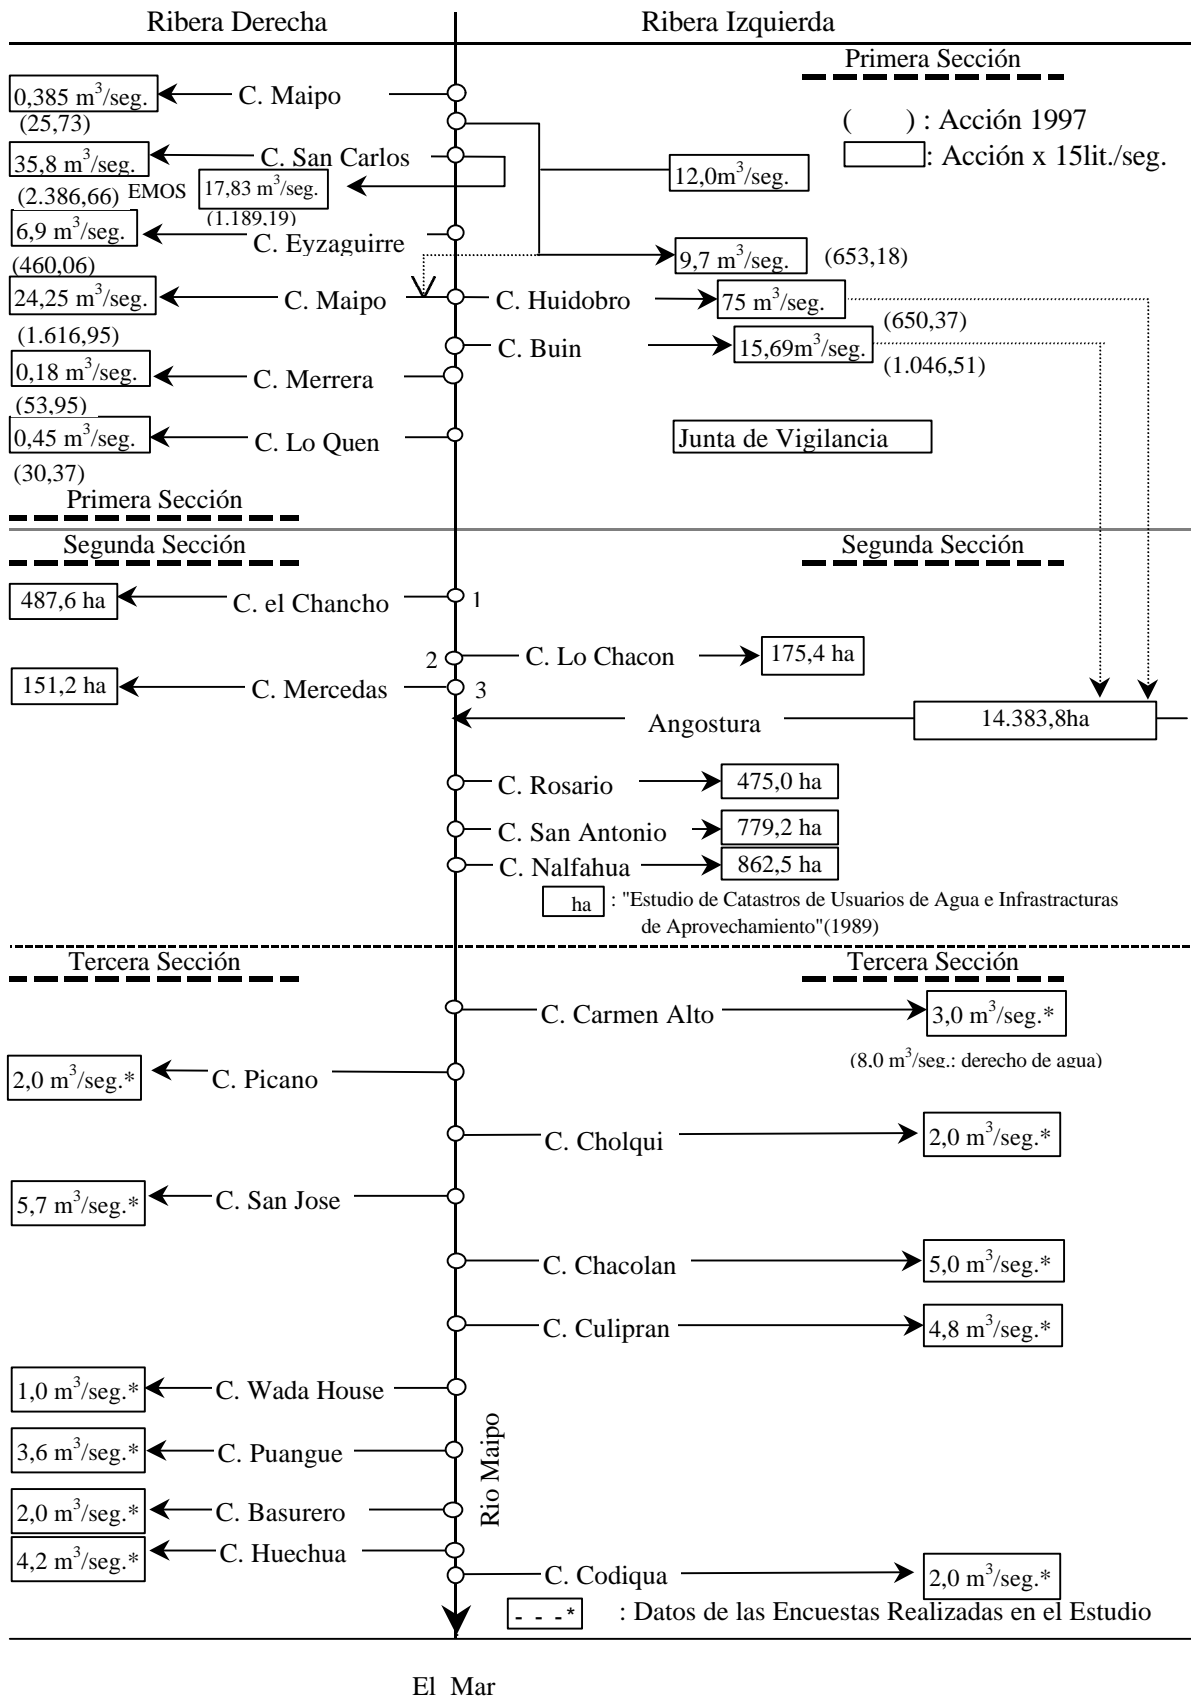 Ribera Derecha Ribera Izquierda
Primera Sección
0,385 m³/seg. C. Maipo
(25,73)
( ) : Acción 1997
35,8 m³/seg. C. San Carlos
: Acción x 15lit./seg.
(2.386,66) EMOS 17,83 m³/seg. 12,0m³/seg.
(1.189,19)
6,9 m³/seg. C. Eyzaguirre
(460,06) 9,7 m³/seg. (653,18)
24,25 m³/seg. C. Maipo C. Huidobro 75 m³/seg.
(650,37)
(1.616,95) C. Buin 15,69m³/seg.
(1.046,51)
0,18 m³/seg. C. Merrera
(53,95)
0,45 m³/seg. C. Lo Quen Junta de Vigilancia
(30,37)
Primera Sección
Segunda Sección Segunda Sección
487,6 ha C. el Chancho 1
2 C. Lo Chacon 175,4 ha
151,2 ha C. Mercedas 3
Angostura 14.383,8ha
C. Rosario 475,0 ha
C. San Antonio 779,2 ha
C. Nalfahua 862,5 ha
ha : "Estudio de Catastros de Usuarios de Agua e Infrastracturas
de Aprovechamiento"(1989)
Tercera Sección Tercera Sección
C. Carmen Alto 3,0 m³/seg.*
(8,0 m³/seg.: derecho de agua)
2,0 m³/seg.* C. Picano
C. Cholqui 2,0 m³/seg.*
5,7 m³/seg.* C. San Jose
C. Chacolan 5,0 m³/seg.*
C. Culipran 4,8 m³/seg.*
1,0 m³/seg.* C. Wada House
3,6 m³/seg.* C. Puangue
Rio Maipo
2,0 m³/seg.* C. Basurero
4,2 m³/seg.* C. Huechua
C. Codiqua 2,0 m³/seg.*
- - -* : Datos de las Encuestas Realizadas en el Estudio
El Mar